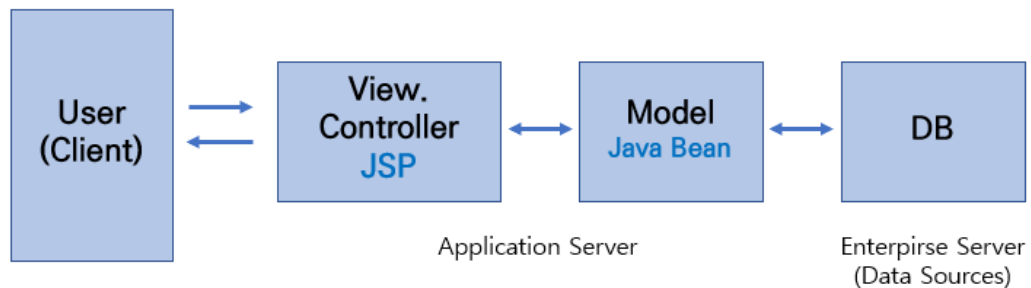 User
(Client)
View.
Controller
JSP
Model
Java Bean
DB
Application Server
Enterpirse Server
(Data Sources)